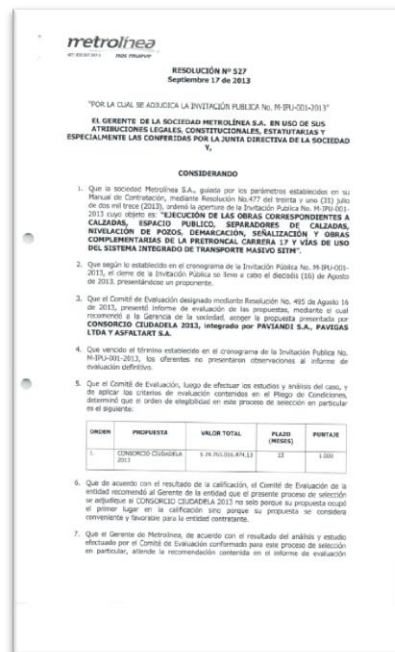 metrolínea
nos mueve
RESOLUCIÓN Nº 527
Septiembre 17 de 2013
"POR LA CUAL SE ADJUDICA LA INVITACIÓN PUBLICA No. M-IPU-001-2013"
EL GERENTE DE LA SOCIEDAD METROLÍNEA S.A. EN USO DE SUS
ATRIBUCIONES LEGALES, CONSTITUCIONALES, ESTATUTARIAS Y
ESPECIALMENTE LAS CONFERIDAS POR LA JUNTA DIRECTIVA DE LA SOCIEDAD
Y,
CONSIDERANDO
1. Que la sociedad Metrolínea S.A., guiada por los parámetros establecidos en su
Manual de Contratación, mediante Resolución No.477 del treinta y uno (31) julio
de dos mil trece (2013), ordenó la apertura de la Invitación Publica No. M-IPU-001-
2013 cuyo objeto es: "EJECUCIÓN DE LAS OBRAS CORRESPONDIENTES A
CALZADAS, ESPACIO PUBLICO, SEPARADORES DE CALZADAS,
NIVELACIÓN DE POZOS, DEMARCACIÓN, SEÑALIZACIÓN Y OBRAS
COMPLEMENTARIAS DE LA PRETRONCAL CARRERA 17 Y VÍAS DE USO
DEL SISTEMA INTEGRADO DE TRANSPORTE MASIVO SITM".
2. Que según lo establecido en el cronograma de la Invitación Pública No. M-IPU-001-
2013, el cierre de la Invitación Pública se llevo a cabo el dieciséis (16) de Agosto
de 2013, presentándose un proponente.
3. Que el Comité de Evaluación designado mediante Resolución No. 495 de Agosto 16
de 2013, presentó informe de evaluación de las propuestas, mediante el cual
recomendó a la Gerencia de la sociedad, acoger la propuesta presentada por
CONSORCIO CIUDADELA 2013, integrado por PAVIANDI S.A., PAVIGAS
LTDA Y ASFALTART S.A.
4. Que vencido el término establecido en el cronograma de la Invitación Publica No.
M-IPU-001-2013, los oferentes no presentaron observaciones al informe de
evaluación definitivo.
5. Que el Comité de Evaluación, luego de efectuar los estudios y análisis del caso, y
de aplicar los criterios de evaluación contenidos en el Pliego de Condiciones,
determinó que el orden de elegibilidad en este proceso de selección en particular
es el siguiente:
ORDEN PROPUESTA VALOR TOTAL PLAZO (MESES) PUNTAJE
1. CONSORCIO CIUDADELA 2013 12 1.000
6. Que de acuerdo con el resultado de la calificación, el Comité de Evaluación de la
entidad recomendó al Gerente de la entidad que el presente proceso de selección
se adjudique al CONSORCIO CIUDADELA 2013 no solo porque su propuesta ocupó
el primer lugar en la calificación sino porque su propuesta se considera
conveniente y favorable para la entidad contratante.
7. Que el Gerente de Metrolínea, de acuerdo con el resultado del análisis y estudio
efectuado por el Comité de Evaluación conformado para este proceso de selección
en particular, atiende la recomendación contenida en el informe de evaluación